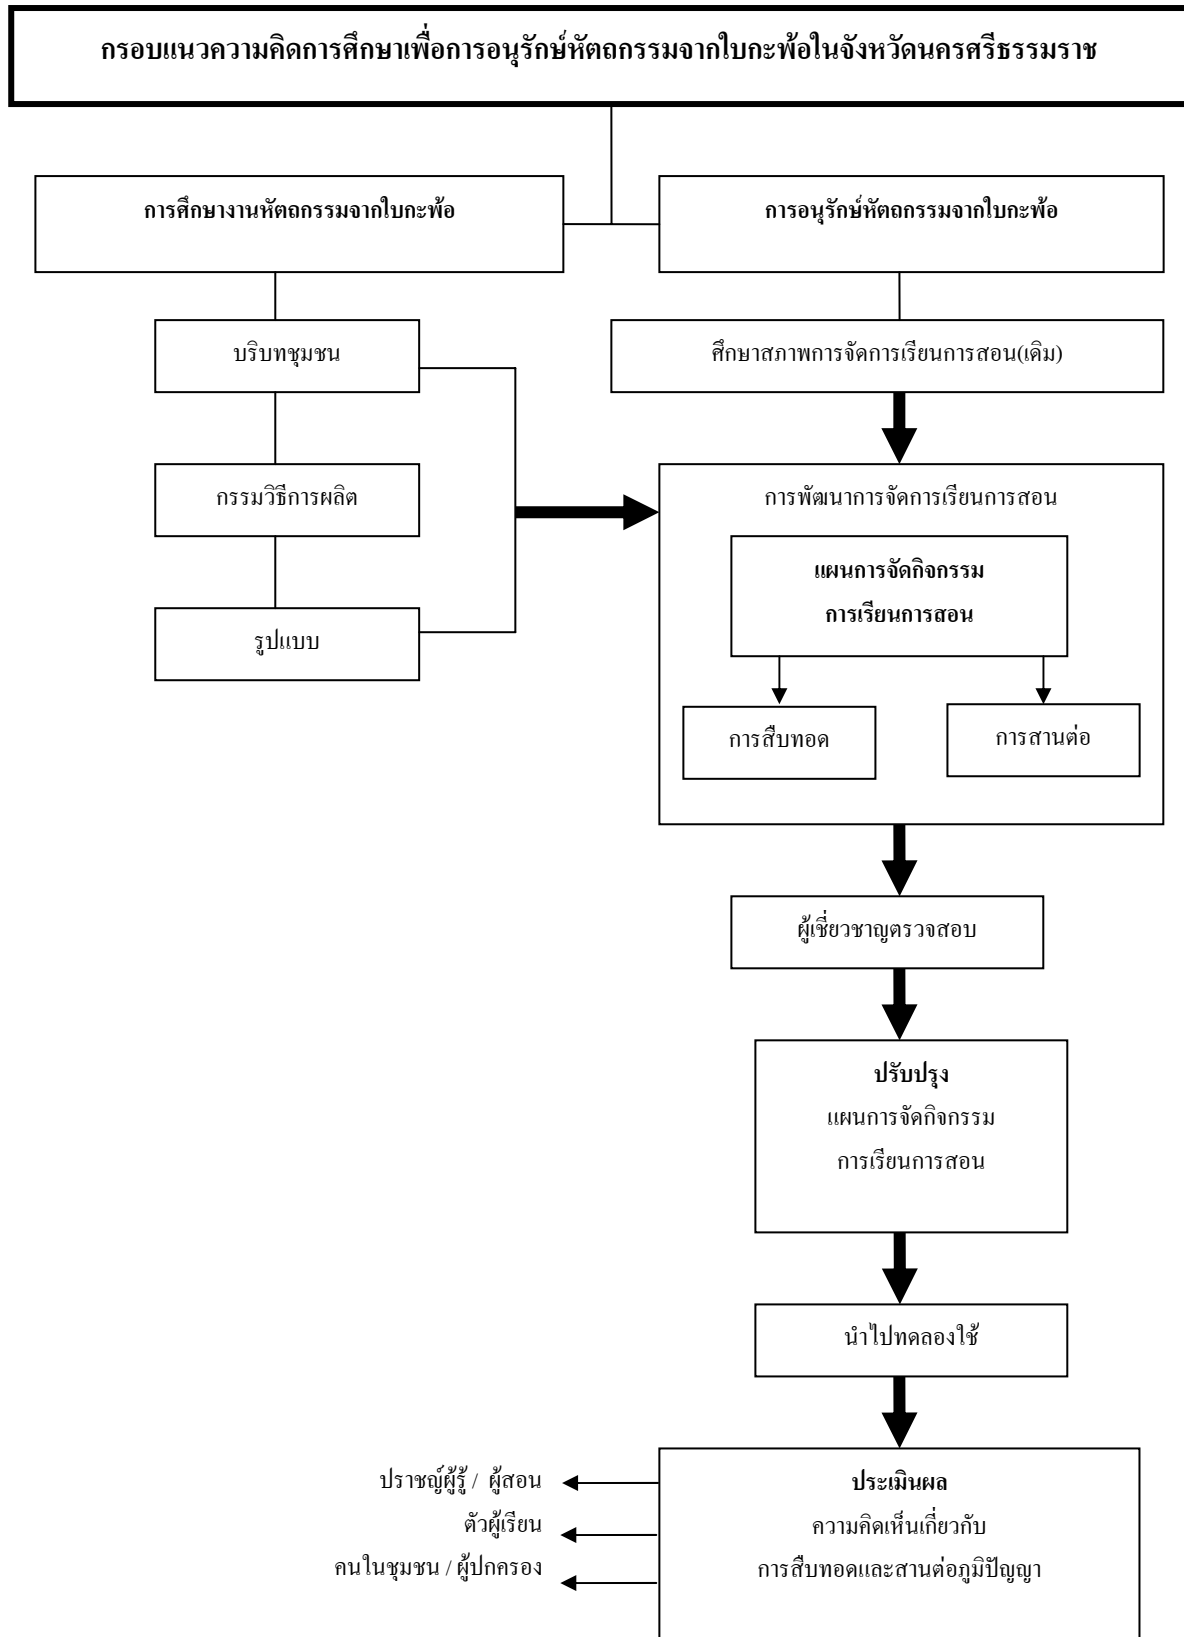 กรอบแนวความคิดการศึกษาเพื่อการอนุรักษ์หัตถกรรมจากใบกะพ้อในจังหวัดนครศรีธรรมราช
การศึกษางานหัตถกรรมจากใบกะพ้อ
การอนุรักษ์หัตถกรรมจากใบกะพ้อ
บริบทชุมชน
ศึกษาสภาพการจัดการเรียนการสอน(เดิม)
กรรมวิธีการผลิต
การพัฒนาการจัดการเรียนการสอน
แผนการจัดกิจกรรม
การเรียนการสอน
รูปแบบ
การสืบทอด
การสานต่อ
ผู้เชี่ยวชาญตรวจสอบ
ปรับปรุง
แผนการจัดกิจกรรม
การเรียนการสอน
นำไปทดลองใช้
ปราชญ์ผู้รู้ / ผู้สอน
ตัวผู้เรียน
คนในชุมชน / ผู้ปกครอง
ประเมินผล
ความคิดเห็นเกี่ยวกับ
การสืบทอดและสานต่อภูมิปัญญา